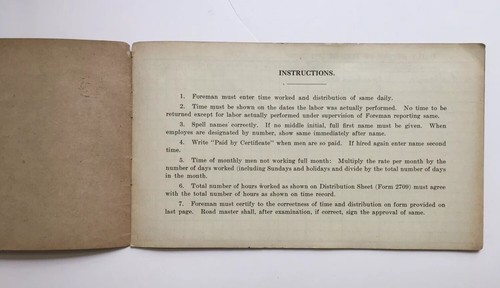 INSTRUCTIONS.
1. Foreman must enter time worked and distribution of same daily.
2. Time must be shown on the dates the labor was actually performed. No time to be
returned except for labor actually performed under supervision of Foreman reporting same.
3. Spell names correctly. If no middle initial, full first name must be given. When
employes are designated by number, show same immediately after name.
4. Write "Paid by Certificate" when men are so paid. If hired again enter name second
time.
5. Time of monthly men not working full month: Multiply the rate per month by the
number of days worked (including Sundays and holidays and divide by the total number of days
in the month.
6. Total number of hours worked as shown on Distribution Sheet (Form 2709) must agree
with the total number of hours as shown on time record.
7. Foreman must certify to the correctness of time and distribution on form provided on
last page. Road master shall, after examination, if correct, sign the approval of same.